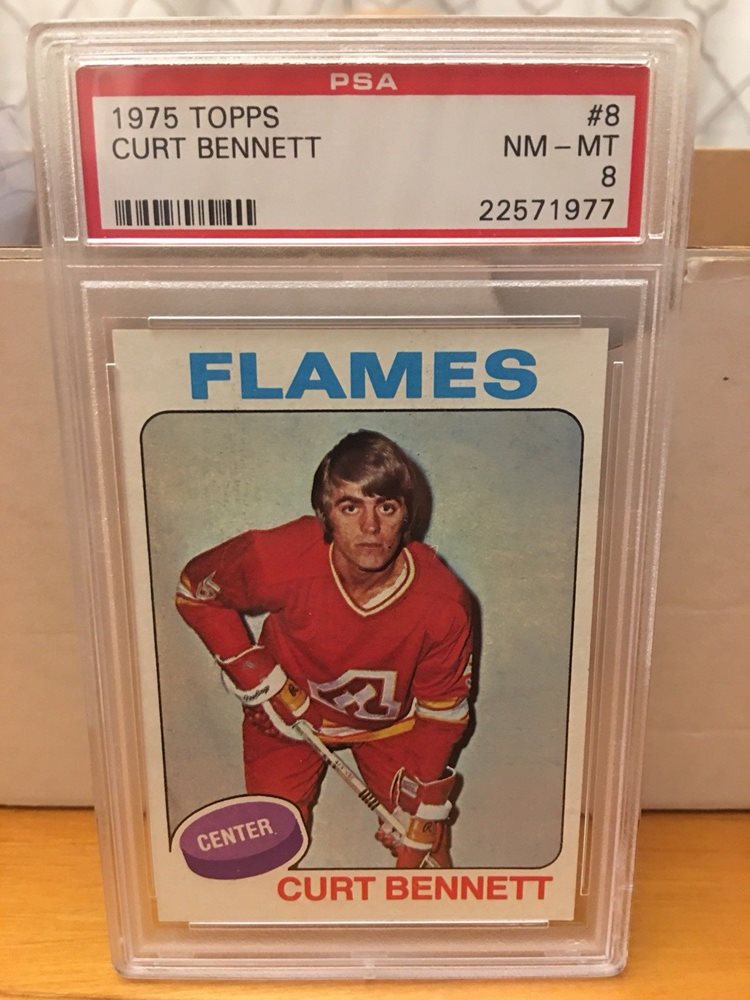 PSA
1975 TOPPS #8
CURT BENNETT NM-MT
8
22571977
FLAMES
CENTER
CURT BENNETT